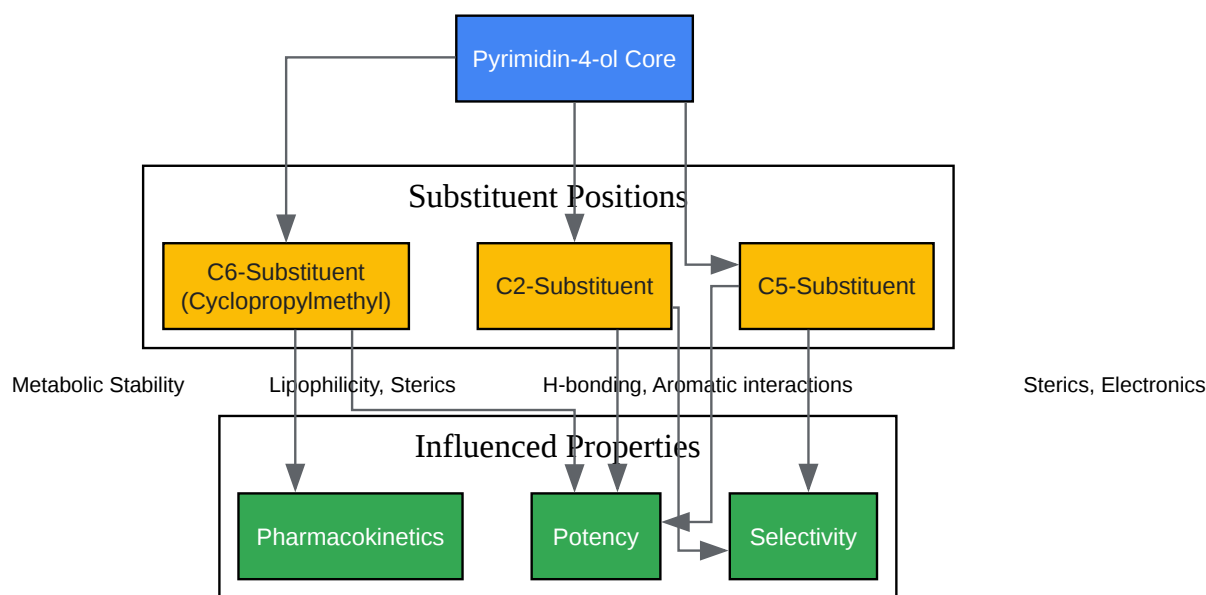 Pyrimidin-4-ol Core
Substituent Positions
C6-Substituent
(Cyclopropylmethyl)
C2-Substituent
C5-Substituent
Metabolic Stability
Lipophilicity, Sterics
H-bonding, Aromatic interactions
Sterics, Electronics
Influenced Properties
Pharmacokinetics
Potency
Selectivity